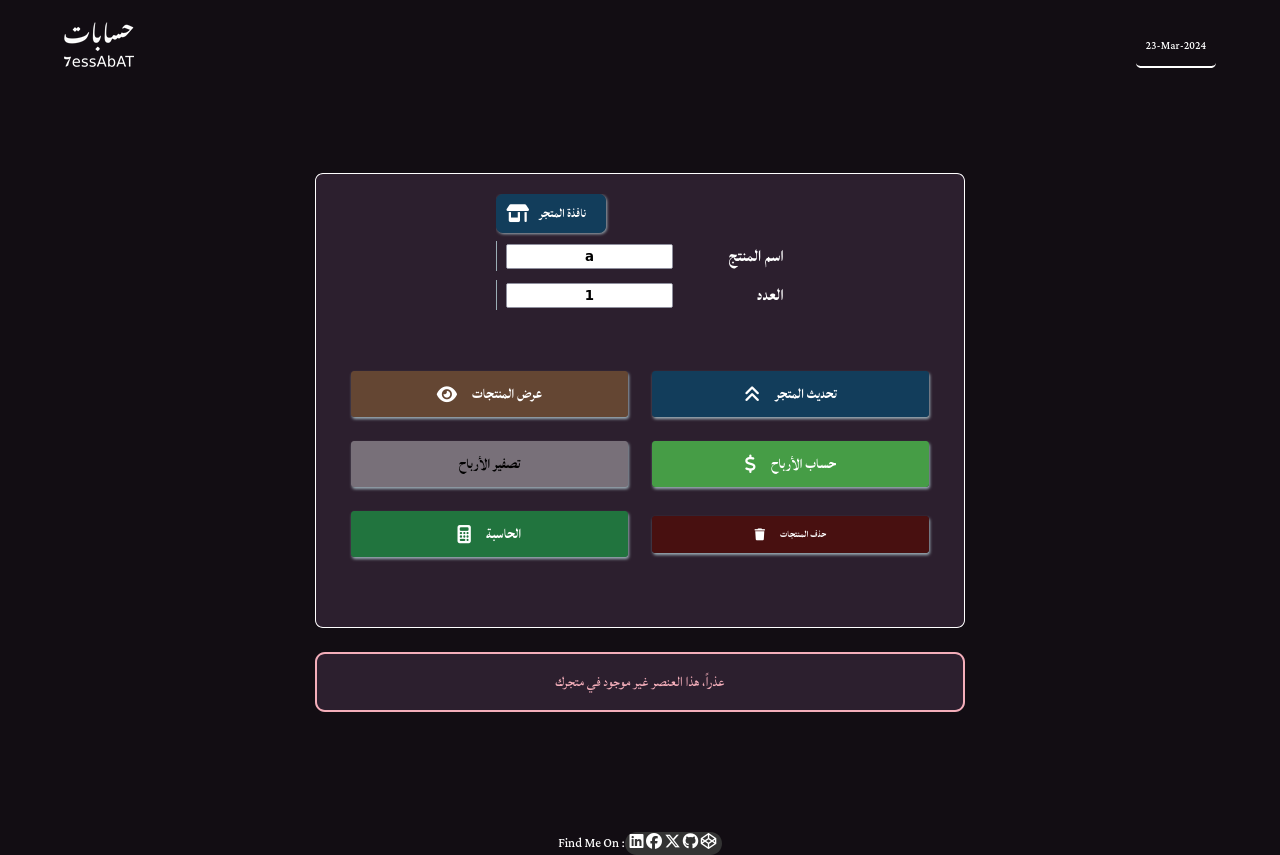 حسابات
7essAbAT
23-Mar-2024
نافذة المتجر
اسم المنتج
a
العدد
1
تحديث المتجر
عرض المنتجات
حساب الأرباح
تصفير الأرباح
حذف المنتجات
الحاسبة
عذراً، هذا العنصر غير موجود في متجرك
Find Me On :